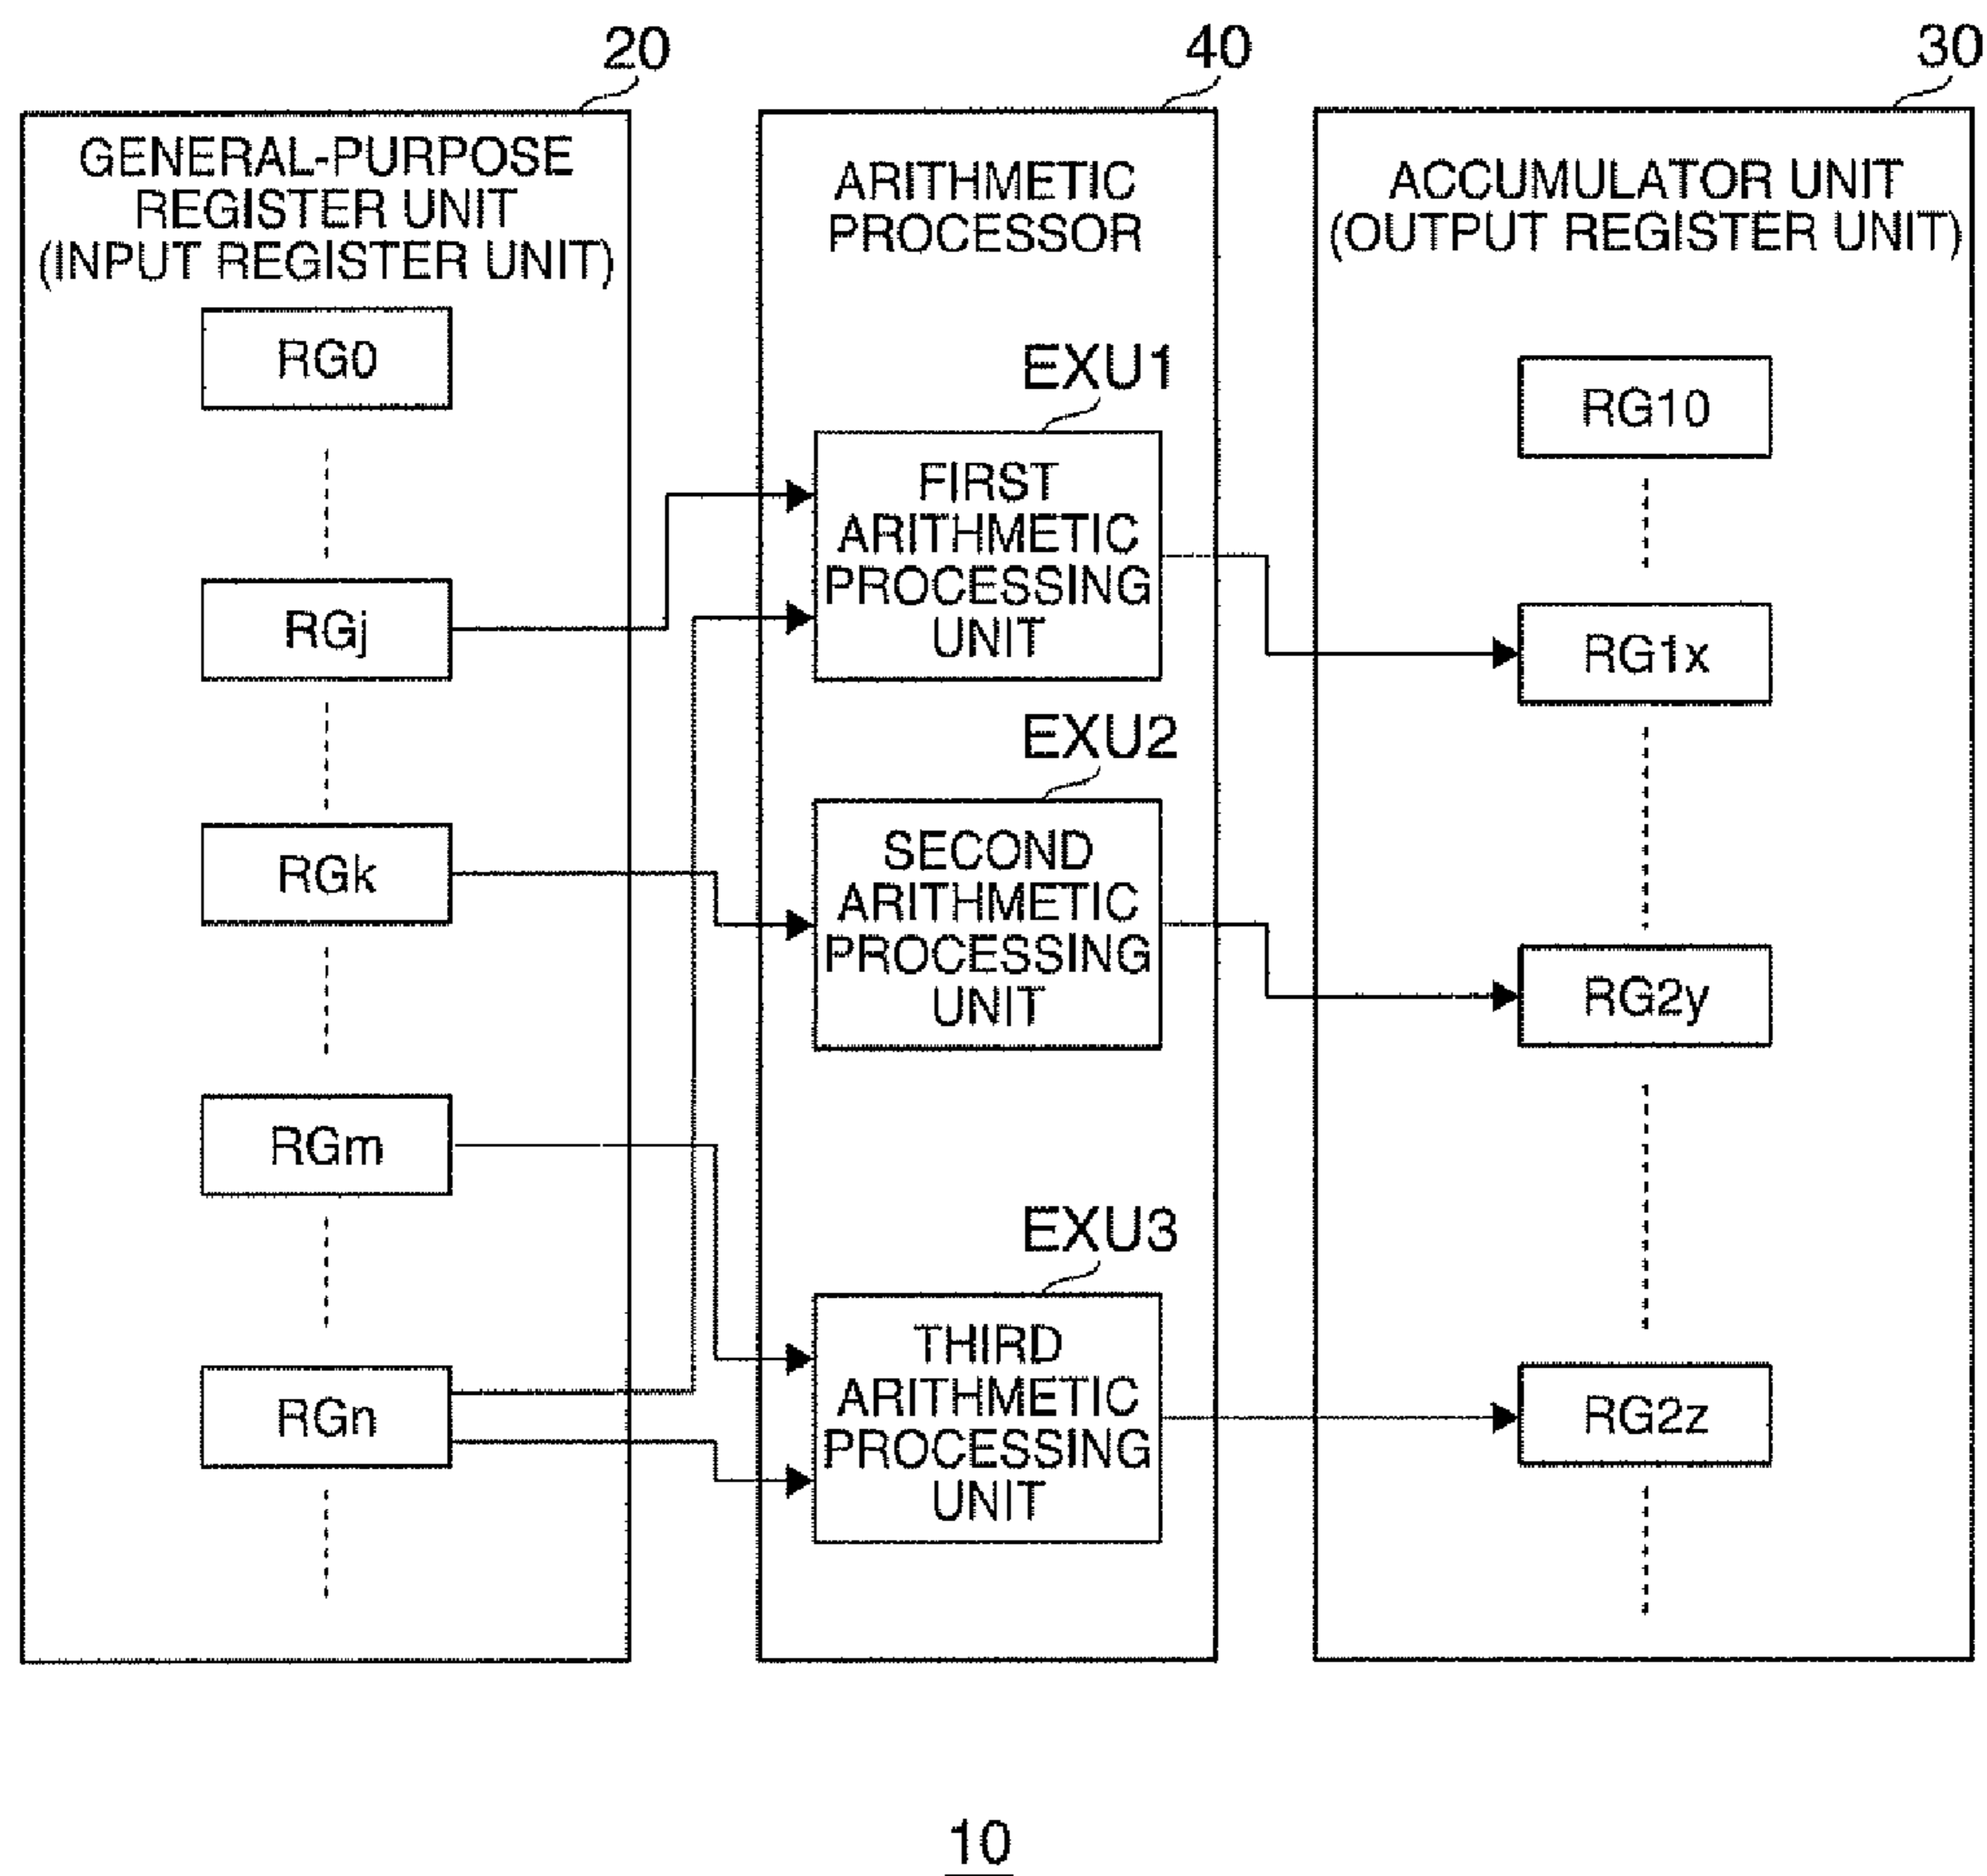 20
40
30
GENERAL-PURPOSE
REGISTER UNIT
(INPUT REGISTER UNIT)
RG0
RGj
RGk
RGm
RGn
ARITHMETIC
PROCESSOR
EXU1
FIRST
ARITHMETIC
PROCESSING
UNIT
EXU2
SECOND
ARITHMETIC
PROCESSING
UNIT
EXU3
THIRD
ARITHMETIC
PROCESSING
UNIT
ACCUMULATOR UNIT
(OUTPUT REGISTER UNIT)
RG10
RG1x
RG2y
RG2z
10